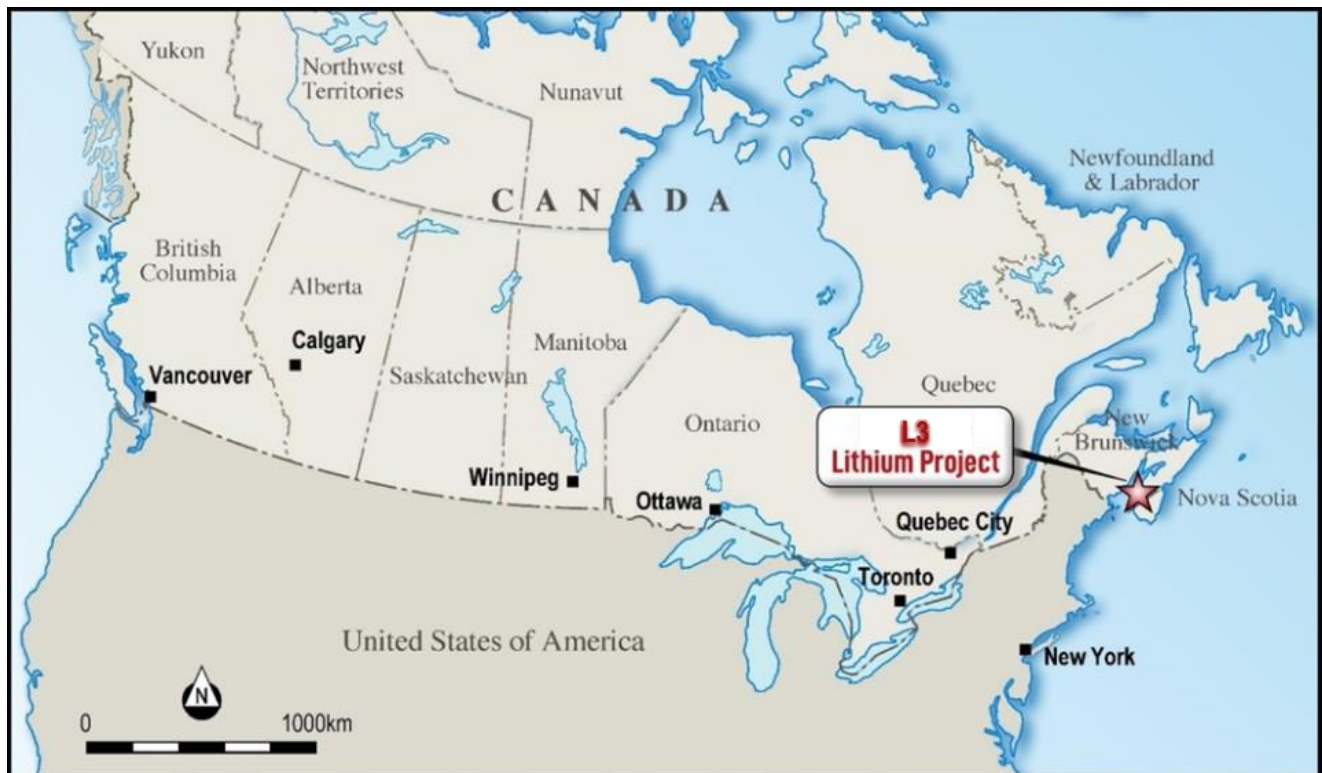 Yukon
Northwest
Territories
Nunavut
Newfoundland
& Labrador
CANADA
British
Columbia
Alberta
Calgary
Saskatchewan
Manitoba
Vancouver
Winnipeg
Ontario
Quebec
New
Brunswick
L3
Lithium Project
Nova Scotia
Ottawa
Quebec City
Toronto
United States of America
New York
N
0 1000km